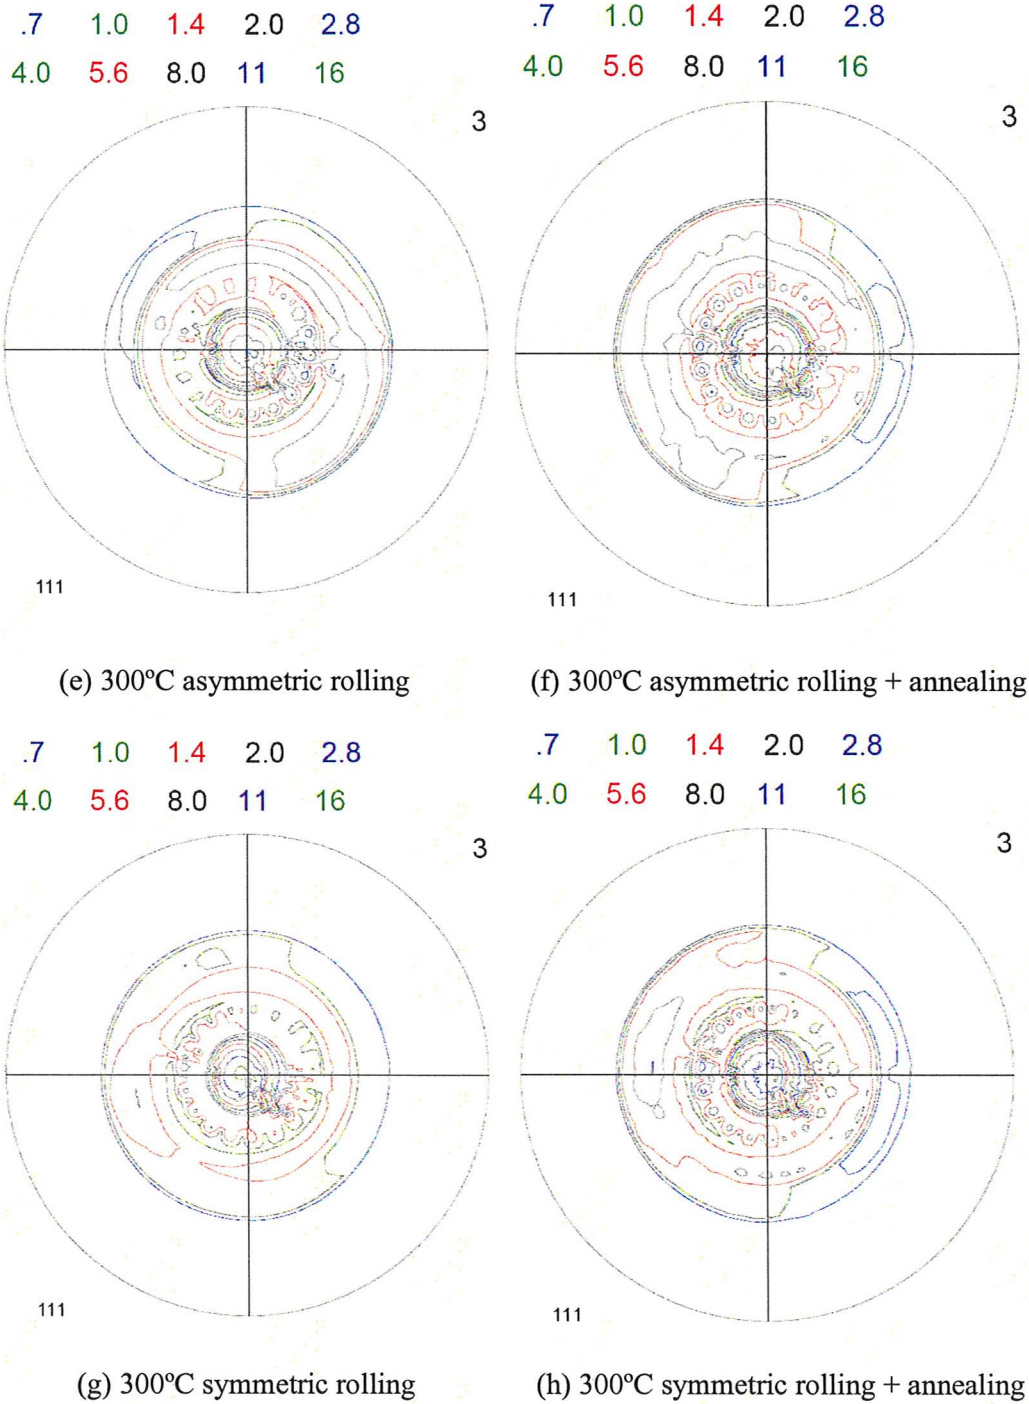 .7 1.0 1.4 2.0 2.8
4.0 5.6 8.0 11 16
3
111
(e) 300ºC asymmetric rolling
.7 1.0 1.4 2.0 2.8
4.0 5.6 8.0 11 16
3
111
(f) 300ºC asymmetric rolling + annealing
.7 1.0 1.4 2.0 2.8
4.0 5.6 8.0 11 16
3
111
(g) 300ºC symmetric rolling
.7 1.0 1.4 2.0 2.8
4.0 5.6 8.0 11 16
3
111
(h) 300ºC symmetric rolling + annealing